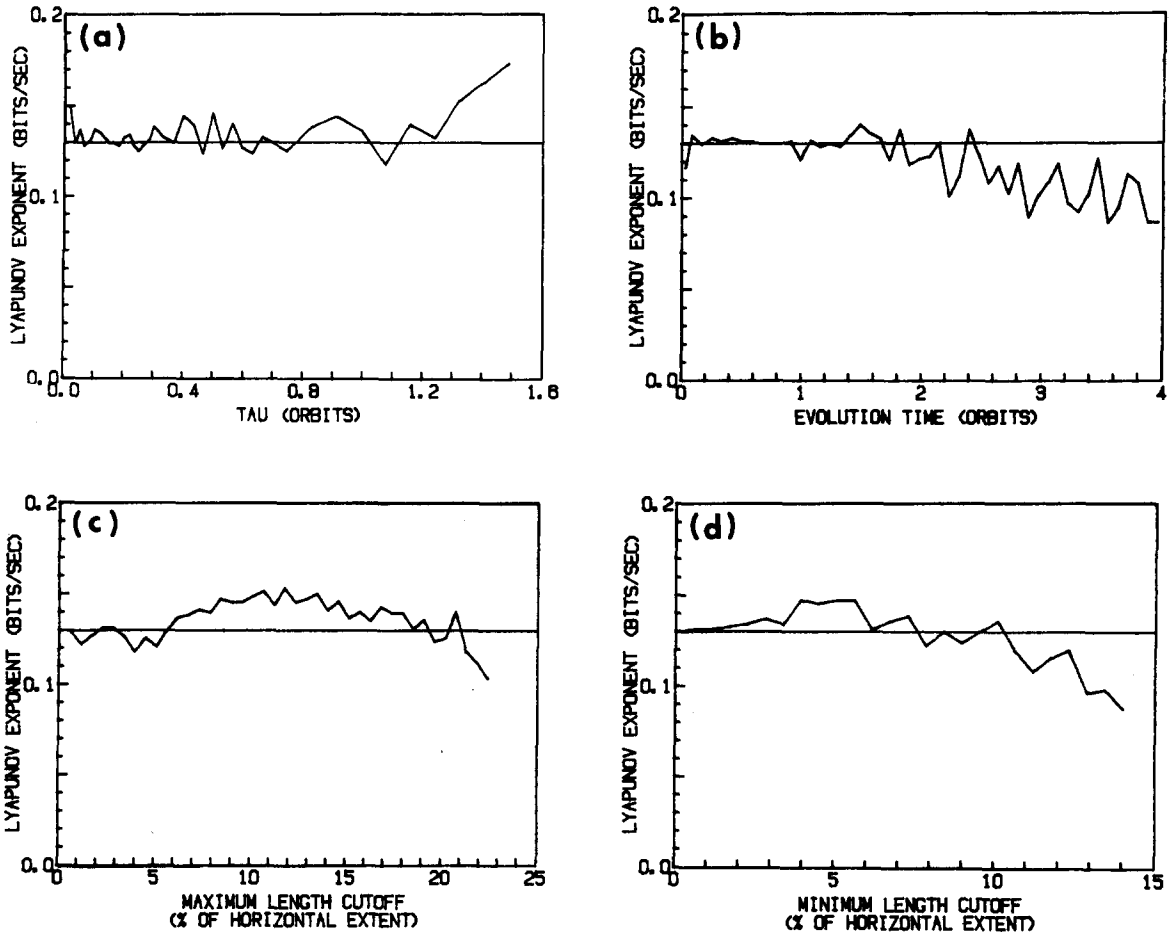 (a)
0.2
0.1
0.0
LYAPUNOV EXPONENT (BITS/SEC)
0.0 0.4 0.8 1.2 1.6
TAU (ORBITS)
(b)
0.2
0.1
0.0
LYAPUNOV EXPONENT (BITS/SEC)
0 1 2 3 4
EVOLUTION TIME (ORBITS)
(c)
0.2
0.1
0.0
LYAPUNOV EXPONENT (BITS/SEC)
0 5 10 15 20 25
MAXIMUM LENGTH CUTOFF
(% OF HORIZONTAL EXTENT)
(d)
0.2
0.1
0.0
LYAPUNOV EXPONENT (BITS/SEC)
0 5 10 15
MINIMUM LENGTH CUTOFF
(% OF HORIZONTAL EXTENT)